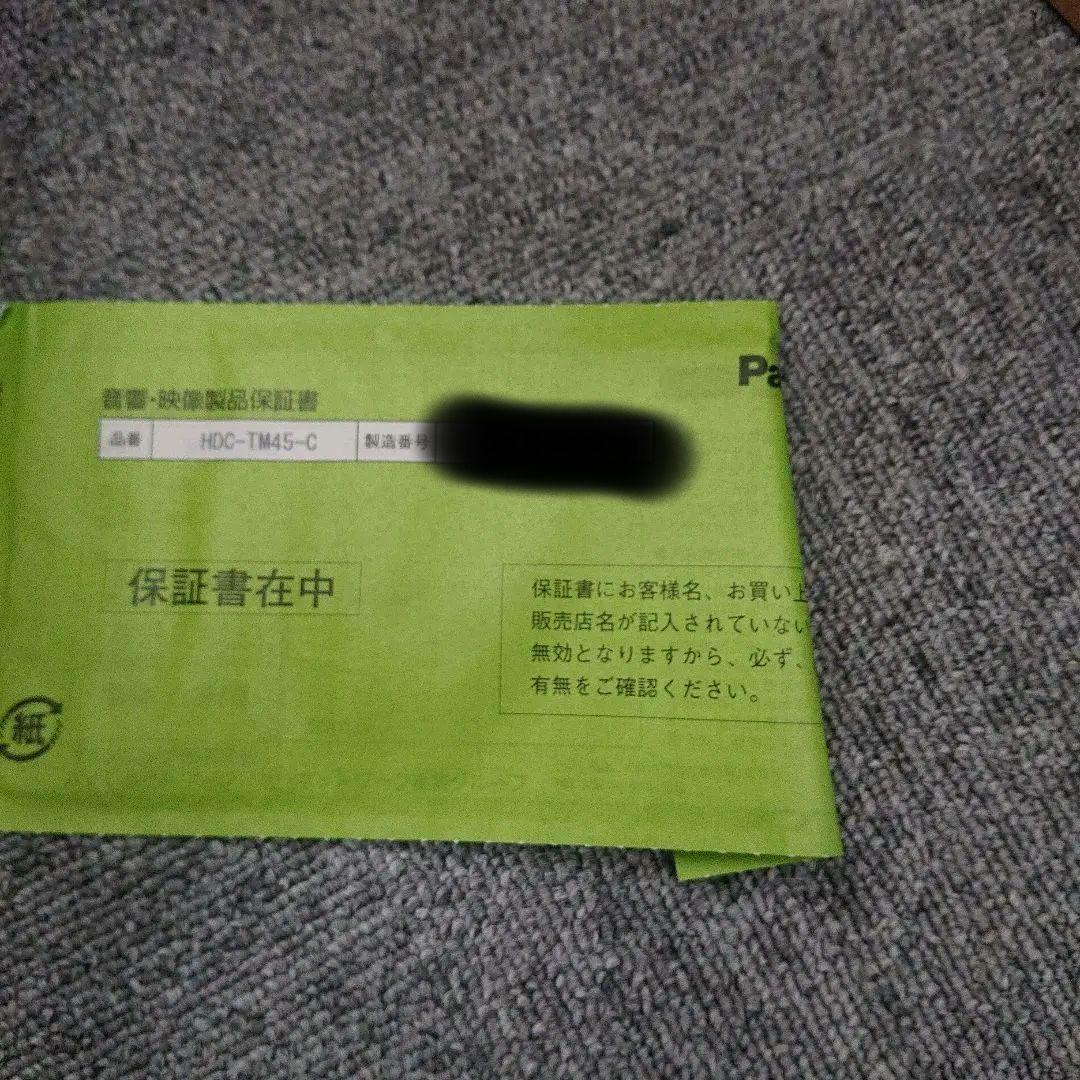 Pa
音響・映像製品保証書
品番 HDC-TM45-C 製造番号
保証書在中
保証書にお客様名、お買い上
販売店名が記入されていない
無効となりますから、必ず、
有無をご確認ください。
紙